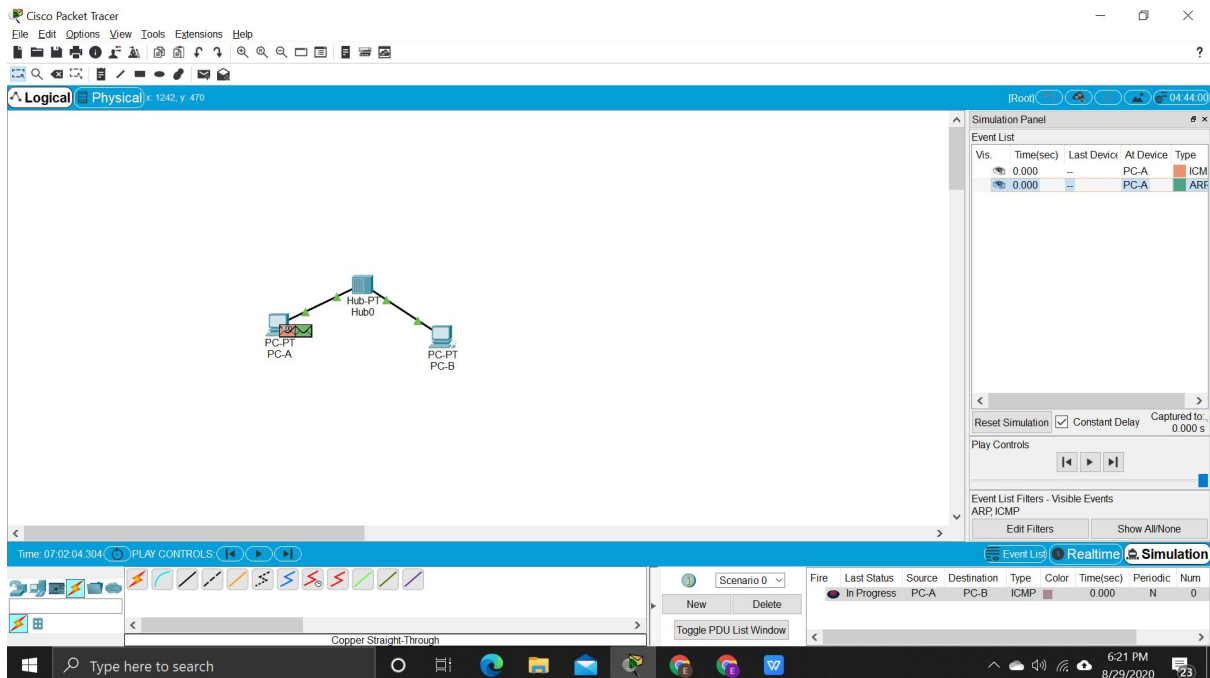 Cisco Packet Tracer
File Edit Options View Tools Extensions Help
?
Logical Physical x: 1242, y: 470 [Root] 04:44:00
Simulation Panel
Event List
Vis. Time(sec) Last Device At Device Type
0.000 -- PC-A ICM
0.000 -- PC-A ARP
Hub-PT
Hub0
PC-PT
PC-A
PC-PT
PC-B
Reset Simulation Constant Delay Captured to:
0.000 s
Play Controls
Event List Filters - Visible Events
ARP, ICMP
Edit Filters Show All/None
Time: 07:02:04.304 PLAY CONTROLS: Event List Realtime Simulation
Scenario 0
New Delete
Toggle PDU List Window
Fire Last Status Source Destination Type Color Time(sec) Periodic Num
In Progress PC-A PC-B ICMP 0.000 N 0
Copper Straight-Through
Type here to search
6:21 PM
8/29/2020
23